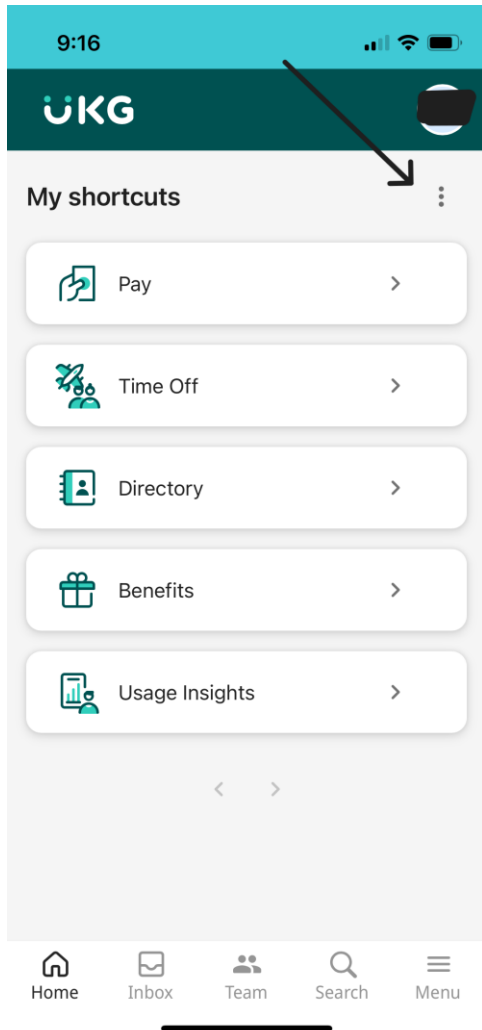 9:16
UKG
My shortcuts
Pay
Time Off
Directory
Benefits
Usage Insights
Home Inbox Team Search Menu